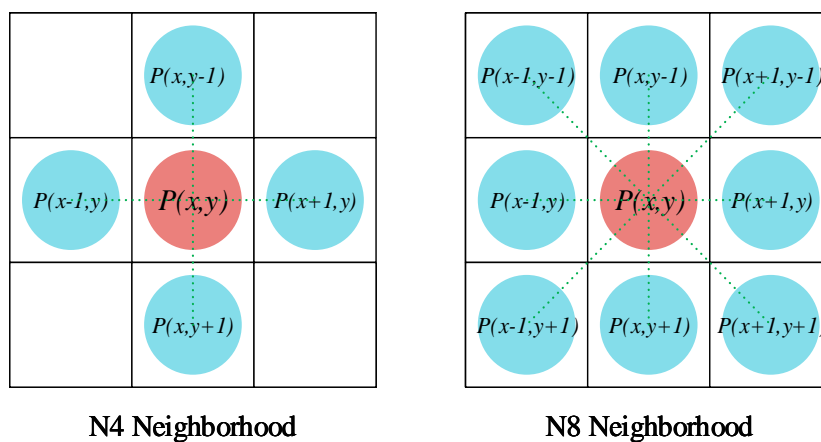 P(x,y-1)
P(x-1,y) P(x,y) P(x+1,y)
P(x,y+1)
N4 Neighborhood
P(x-1,y-1) P(x,y-1) P(x+1,y-1)
P(x-1,y) P(x,y) P(x+1,y)
P(x-1,y+1) P(x,y+1) P(x+1,y+1)
N8 Neighborhood